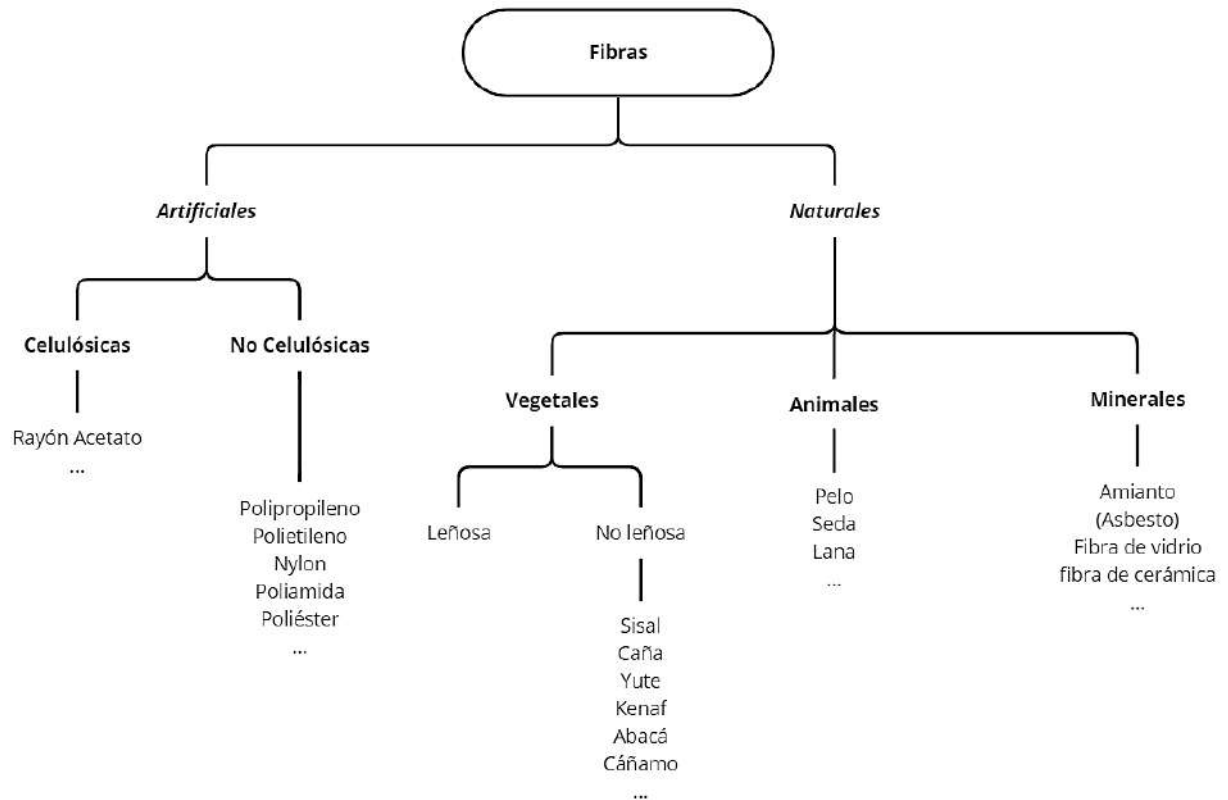 Fibras
Artificiales
Naturales
Celulósicas
No Celulósicas
Rayón Acetato
...
Polipropileno
Polietileno
Nylon
Poliamida
Poliéster
...
Vegetales
Animales
Minerales
Leñosa
No leñosa
Sisal
Caña
Yute
Kenaf
Abacá
Cáñamo
...
Pelo
Seda
Lana
...
Amianto
(Asbesto)
Fibra de vidrio
fibra de cerámica
...